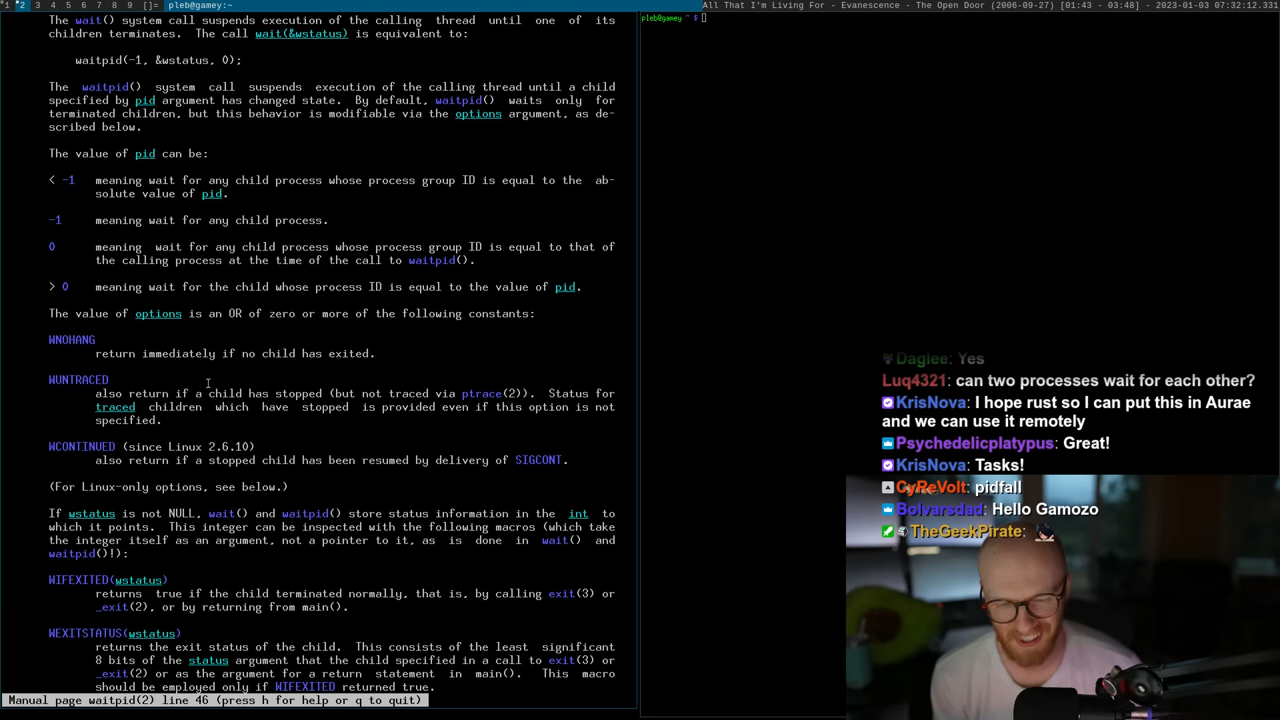 1 2 3 4 5 6 7 8 9 []= pleb@gamey:~
All That I'm Living For - Evanescence - The Open Door (2006-09-27) [01:43 - 03:48] - 2023-01-03 07:32:12.331
The wait() system call suspends execution of the calling thread until one of its
children terminates. The call wait(&wstatus) is equivalent to:
waitpid(-1, &wstatus, 0);
The waitpid() system call suspends execution of the calling thread until a child
specified by pid argument has changed state. By default, waitpid() waits only for
terminated children, but this behavior is modifiable via the options argument, as de-
scribed below.
The value of pid can be:
< -1 meaning wait for any child process whose process group ID is equal to the ab-
solute value of pid.
-1 meaning wait for any child process.
0 meaning wait for any child process whose process group ID is equal to that of
the calling process at the time of the call to waitpid().
> 0 meaning wait for the child whose process ID is equal to the value of pid.
The value of options is an OR of zero or more of the following constants:
WNOHANG
return immediately if no child has exited.
WUNTRACED
also return if a child has stopped (but not traced via ptrace(2)). Status for
traced children which have stopped is provided even if this option is not
specified.
WCONTINUED (since Linux 2.6.10)
also return if a stopped child has been resumed by delivery of SIGCONT.
(For Linux-only options, see below.)
If wstatus is not NULL, wait() and waitpid() store status information in the int to
which it points. This integer can be inspected with the following macros (which take
the integer itself as an argument, not a pointer to it, as is done in wait() and
waitpid()!):
WIFEXITED(wstatus)
returns true if the child terminated normally, that is, by calling exit(3) or
_exit(2), or by returning from main().
WEXITSTATUS(wstatus)
returns the exit status of the child. This consists of the least significant
8 bits of the status argument that the child specified in a call to exit(3) or
_exit(2) or as the argument for a return statement in main(). This macro
should be employed only if WIFEXITED returned true.
Manual page waitpid(2) line 46 (press h for help or q to quit)
pleb@gamey ~ $
Daglee: Yes
Luq4321: can two processes wait for each other?
KrisNova: I hope rust so I can put this in Aurae
and we can use it remotely
Psychedelicplatypus: Great!
KrisNova: Tasks!
CyReVolt: pidfall
Bolvarsdad: Hello Gamozo
TheGeekPirate: